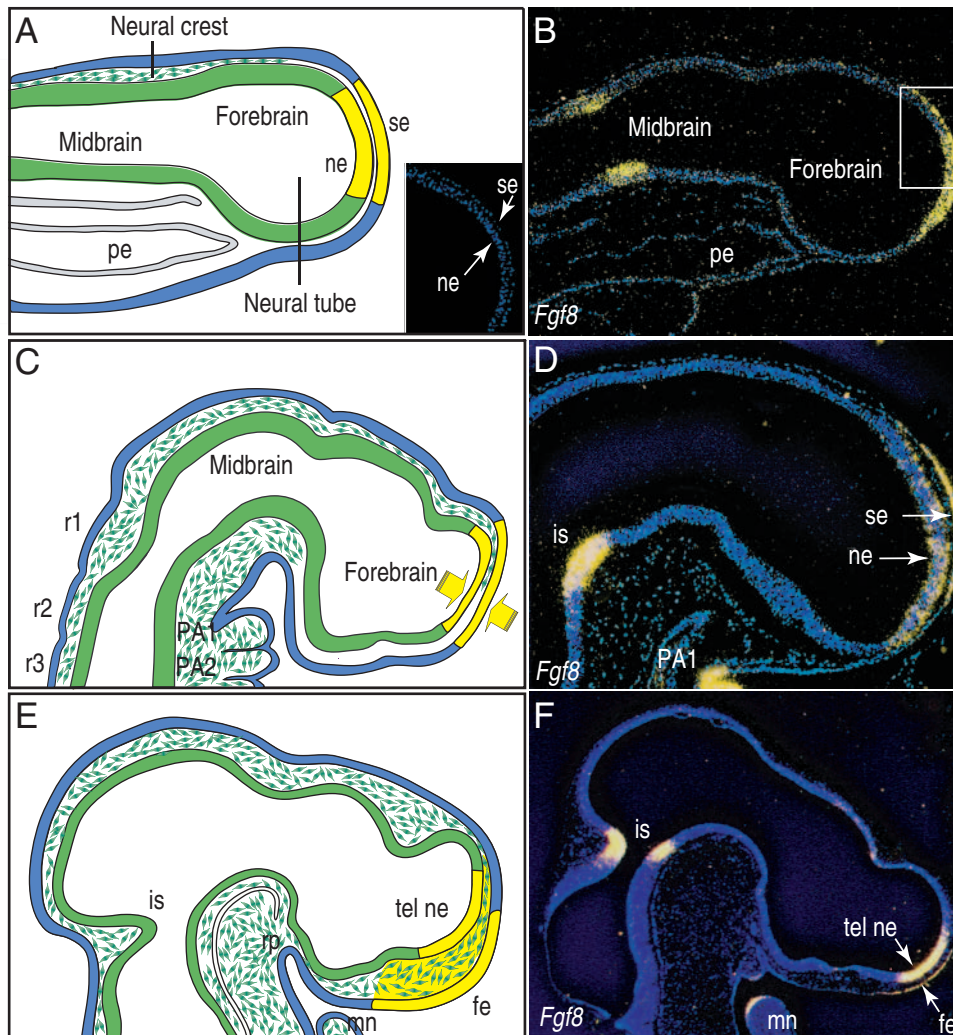 A
Neural crest
Forebrain
se
Midbrain
ne
pe
Neural tube
se
ne
B
Midbrain
Forebrain
pe
Fgf8
C
Midbrain
r1
Forebrain
r2
PA1
r3
PA2
D
se
is
ne
PA1
Fgf8
E
is
tel ne
rp
fe
mn
F
is
tel ne
mn
fe
Fgf8